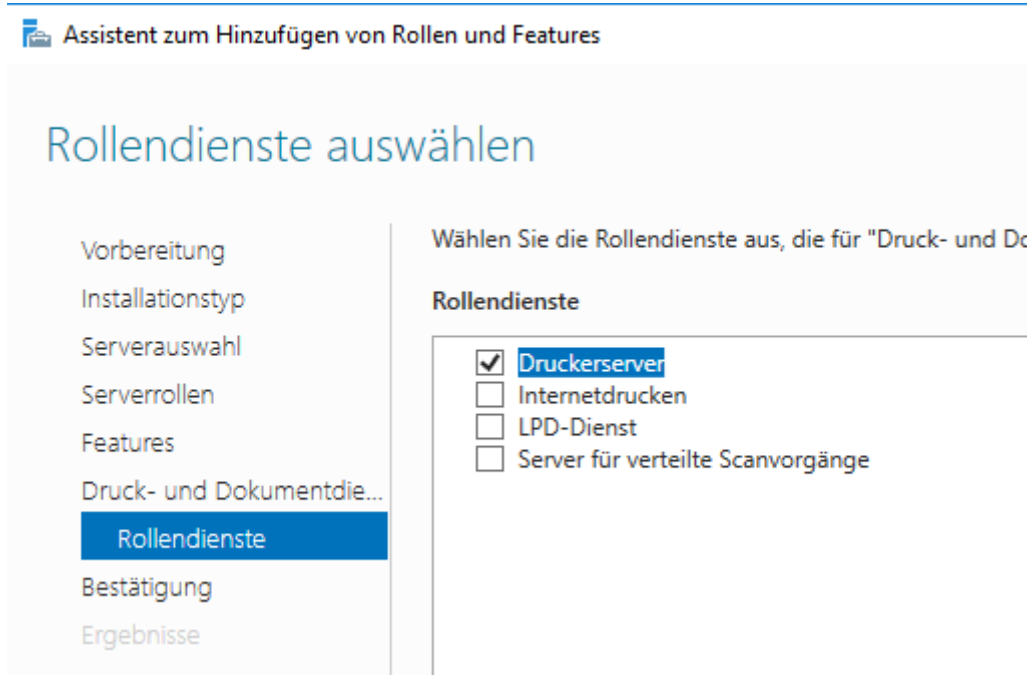 Assistent zum Hinzufügen von Rollen und Features
Rollendienste auswählen
Vorbereitung
Installationstyp
Serverauswahl
Serverrollen
Features
Druck- und Dokumentdie...
Rollendienste
Bestätigung
Ergebnisse
Wählen Sie die Rollendienste aus, die für "Druck- und Do
Rollendienste
Druckerserver
Internetdrucken
LPD-Dienst
Server für verteilte Scanvorgänge